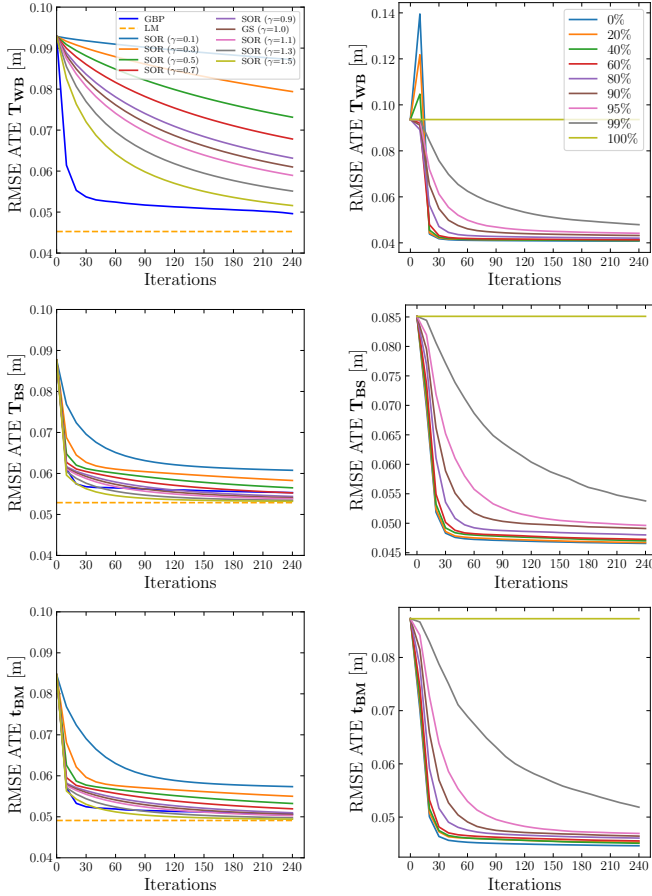 0.10
0.09
0.08
0.07
0.06
0.05
0.04
RMSE ATE T_WB [m]
GBP
LM
SOR (γ=0.1)
SOR (γ=0.3)
SOR (γ=0.5)
SOR (γ=0.7)
SOR (γ=0.9)
GS (γ=1.0)
SOR (γ=1.1)
SOR (γ=1.3)
SOR (γ=1.5)
0 30 60 90 120 150 180 210 240
Iterations
0.14
0.12
0.10
0.08
0.06
0.04
RMSE ATE T_WB [m]
0%
20%
40%
60%
80%
90%
95%
99%
100%
0 30 60 90 120 150 180 210 240
Iterations
0.10
0.09
0.08
0.07
0.06
0.05
0.04
RMSE ATE T_BS [m]
0 30 60 90 120 150 180 210 240
Iterations
0.085
0.080
0.075
0.070
0.065
0.060
0.055
0.050
0.045
RMSE ATE T_BS [m]
0 30 60 90 120 150 180 210 240
Iterations
0.10
0.09
0.08
0.07
0.06
0.05
0.04
RMSE ATE t_BM [m]
0 30 60 90 120 150 180 210 240
Iterations
0.08
0.07
0.06
0.05
RMSE ATE t_BM [m]
0 30 60 90 120 150 180 210 240
Iterations